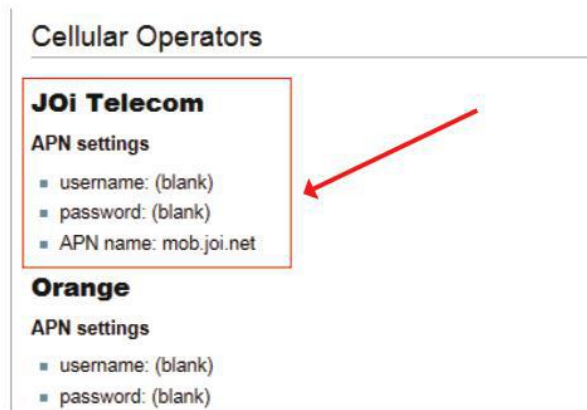 Cellular Operators
JOi Telecom
APN settings
username: (blank)
password: (blank)
APN name: mob.joi.net
Orange
APN settings
username: (blank)
password: (blank)